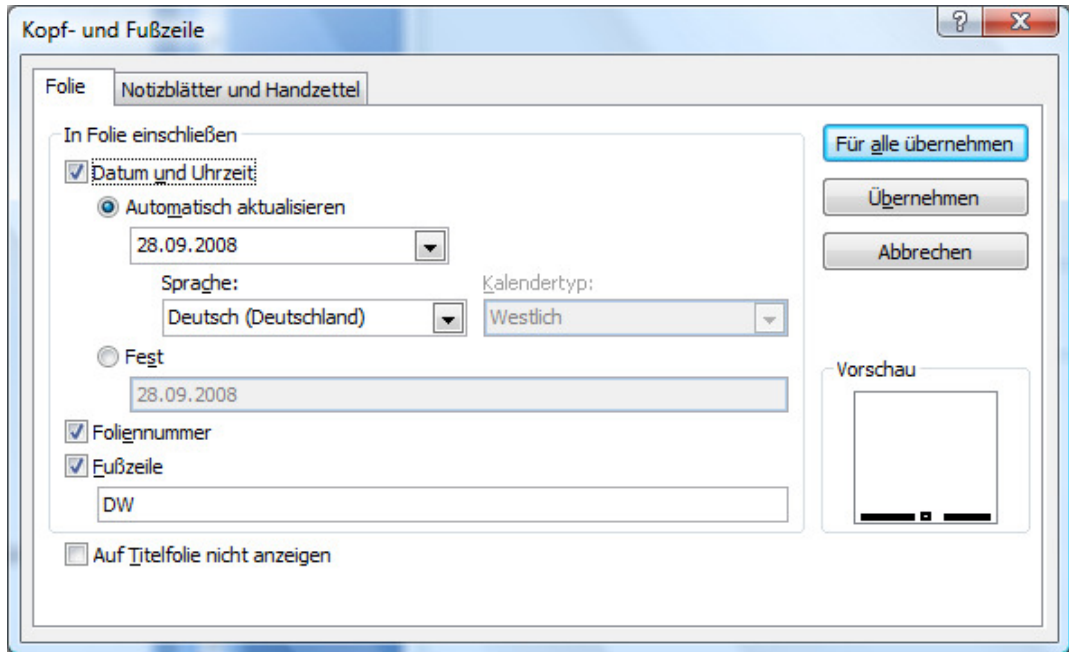 Kopf- und Fußzeile
Folie
Notizblätter und Handzettel
In Folie einschließen
Datum und Uhrzeit
Automatisch aktualisieren
28.09.2008
Sprache:
Kalendertyp:
Deutsch (Deutschland)
Westlich
Fest
28.09.2008
Foliennummer
Fußzeile
DW
Auf Titelfolie nicht anzeigen
Für alle übernehmen
Übernehmen
Abbrechen
Vorschau